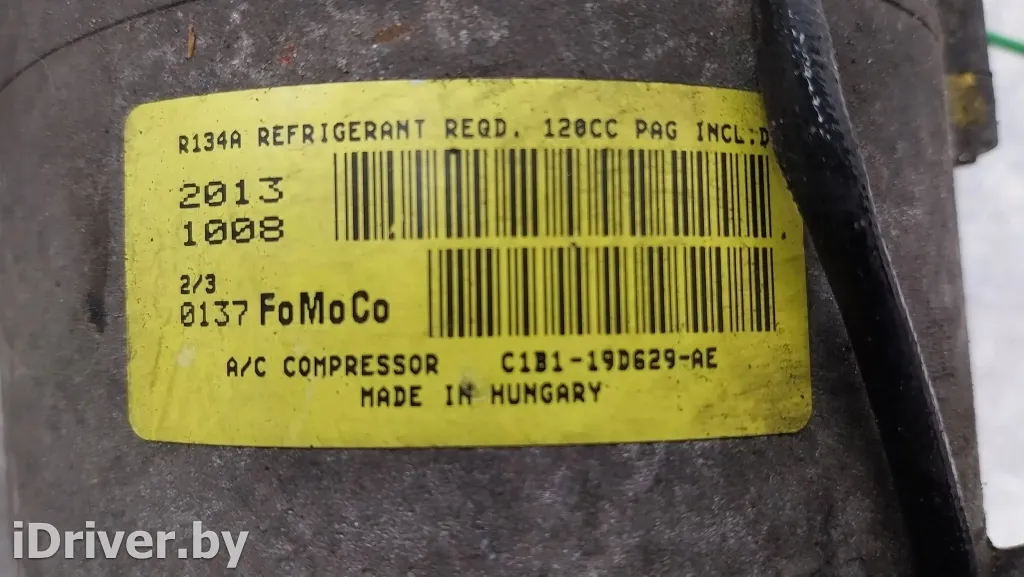 R134A REFRIGERANT REQD. 120CC PAG INCL:D
2013
1008
2/3
0137 FoMoCo
A/C COMPRESSOR C1B1-19D629-AE
MADE IN HUNGARY
iDriver.by